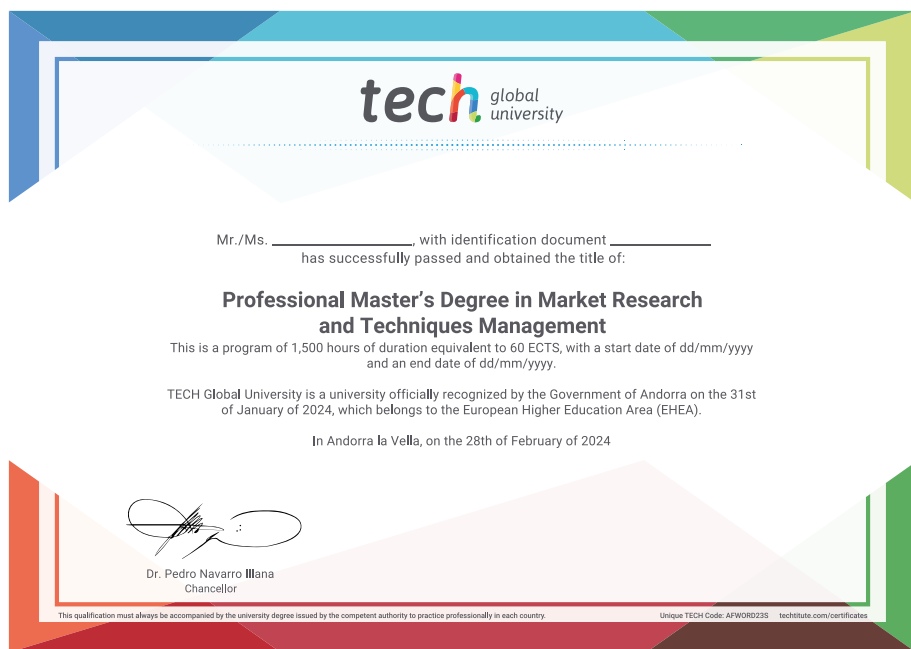 tech global
university
Mr./Ms. ____________________, with identification document ______________
has successfully passed and obtained the title of:
Professional Master’s Degree in Market Research
and Techniques Management
This is a program of 1,500 hours of duration equivalent to 60 ECTS, with a start date of dd/mm/yyyy
and an end date of dd/mm/yyyy.
TECH Global University is a university officially recognized by the Government of Andorra on the 31st
of January of 2024, which belongs to the European Higher Education Area (EHEA).
In Andorra la Vella, on the 28th of February of 2024
Dr. Pedro Navarro Illana
Chancellor
This qualification must always be accompanied by the university degree issued by the competent authority to practice professionally in each country. Unique TECH Code: AFWORD23S techtitute.com/certificates